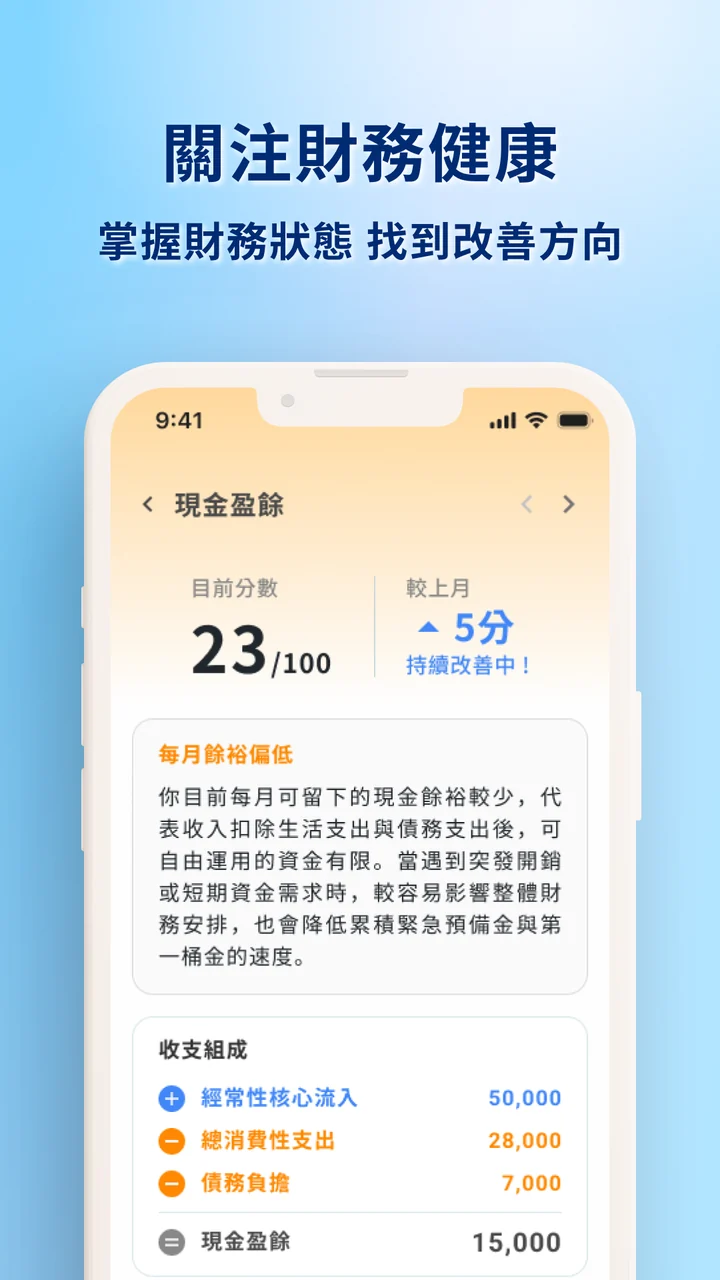 關注財務健康
掌握財務狀態 找到改善方向
9:41
現金盈餘
目前分數
23/100
較上月
5分
持續改善中！
每月餘裕偏低
你目前每月可留下的現金餘裕較少，代
表收入扣除生活支出與債務支出後，可
自由運用的資金有限。當遇到突發開銷
或短期資金需求時，較容易影響整體財
務安排，也會降低累積緊急預備金與第
一桶金的速度。
收支組成
經常性核心流入 50,000
總消費性支出 28,000
債務負擔 7,000
現金盈餘 15,000